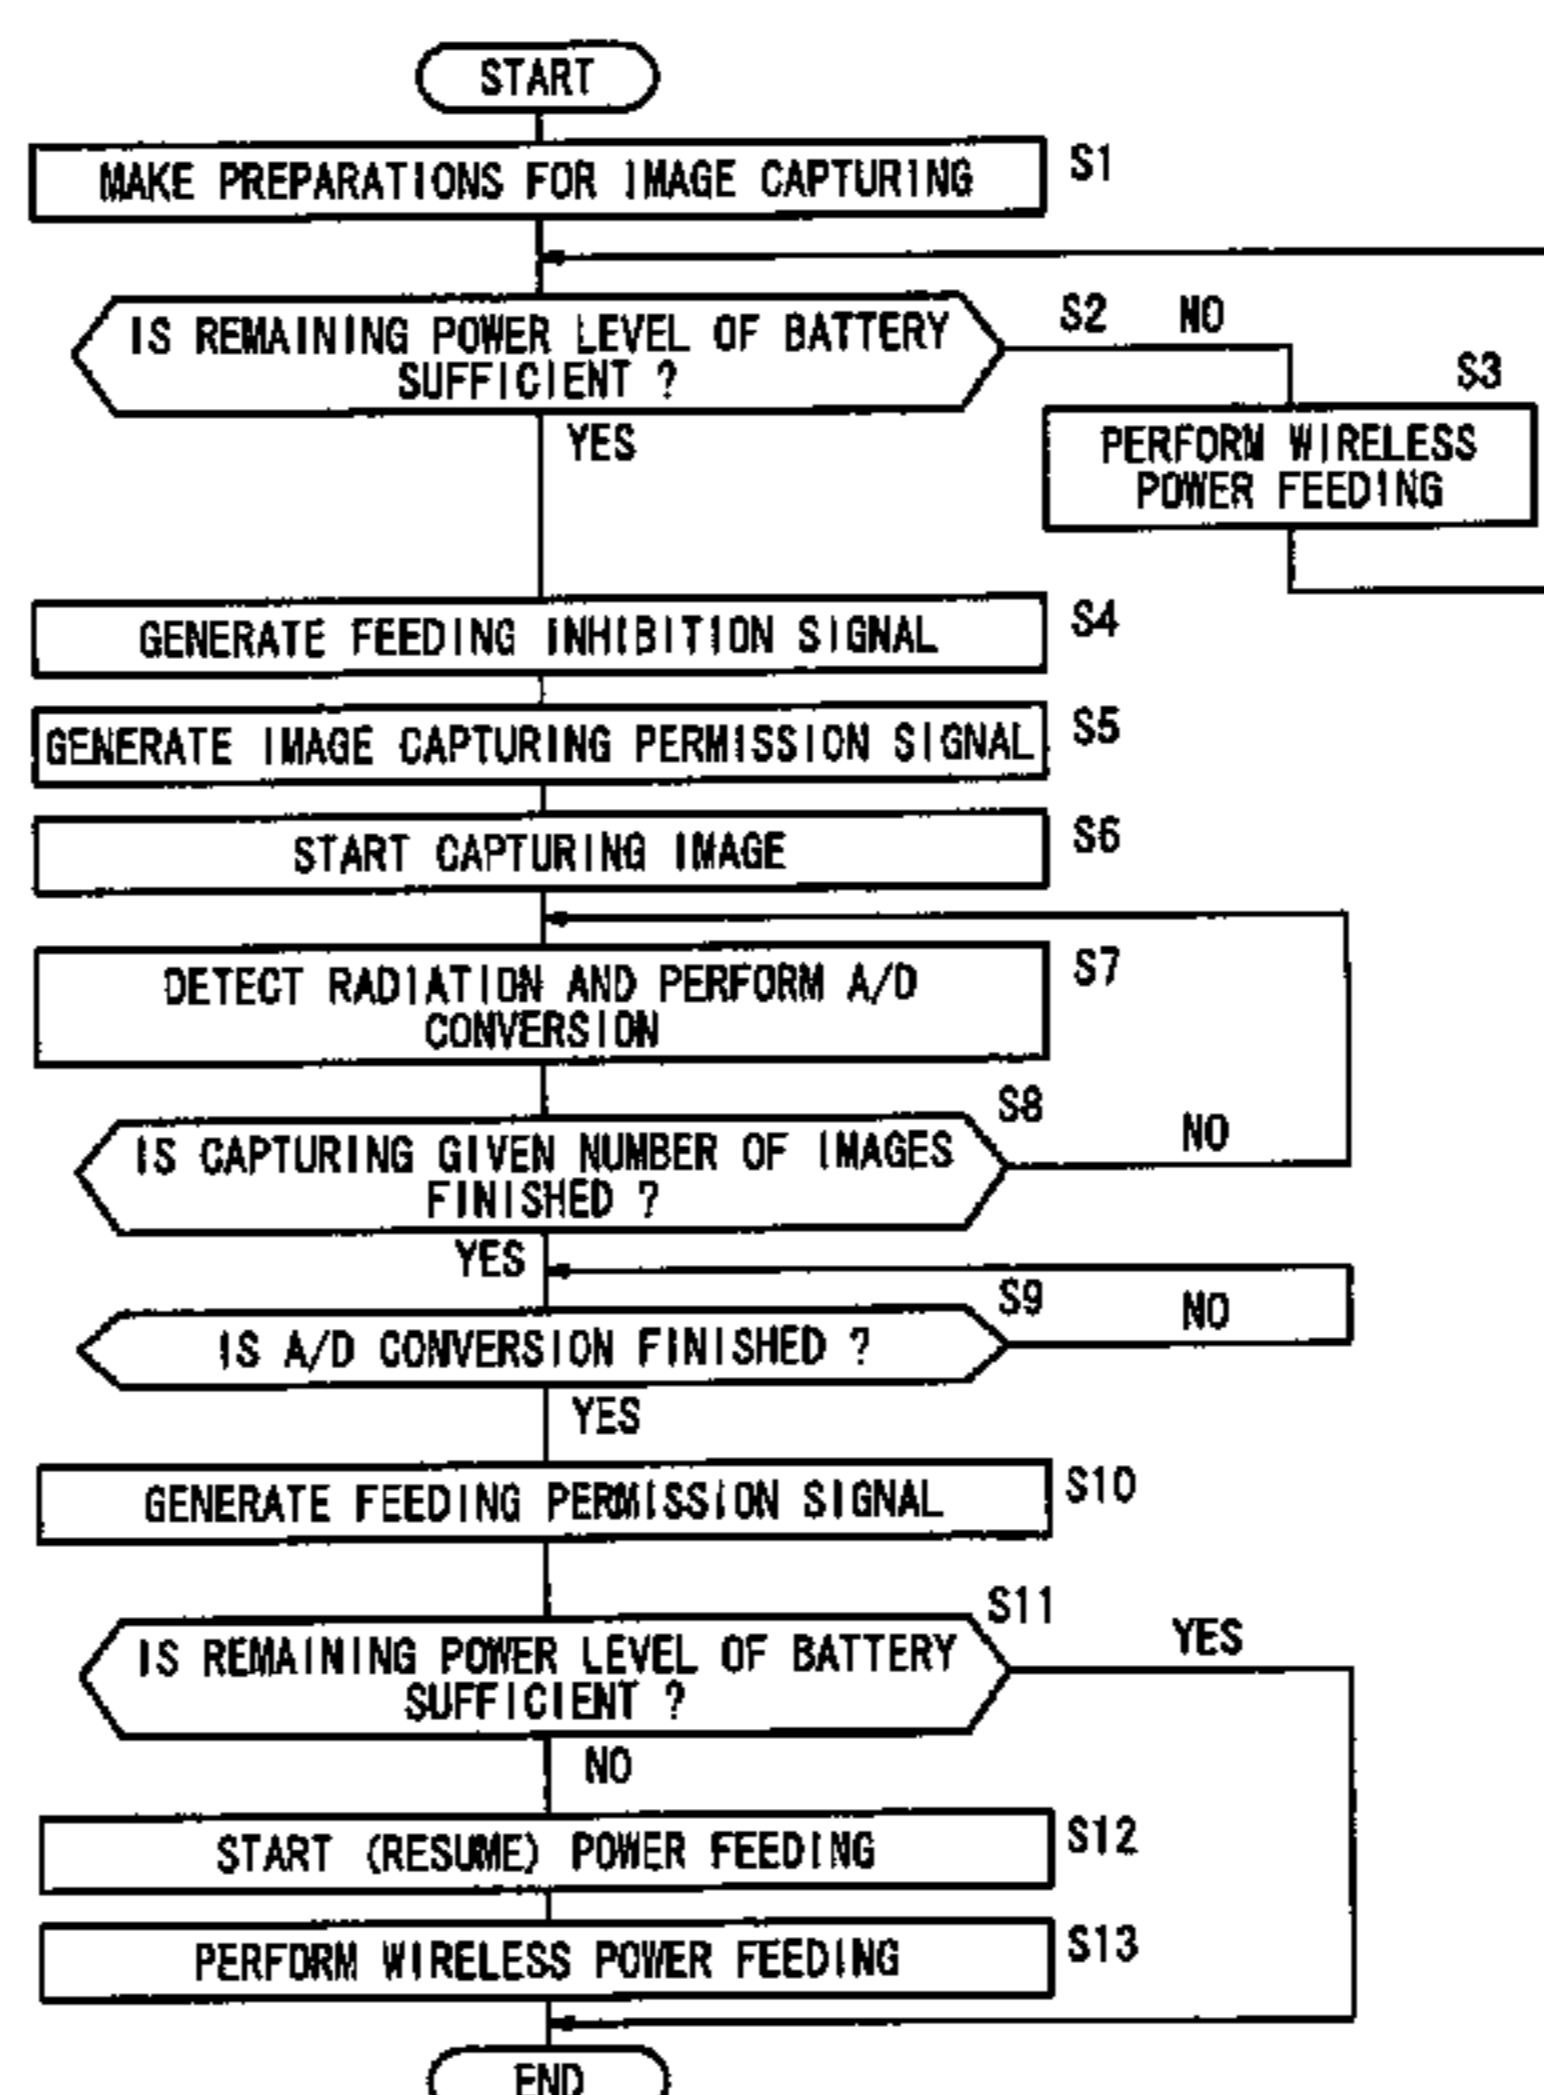 START
MAKE PREPARATIONS FOR IMAGE CAPTURING
S1
IS REMAINING POWER LEVEL OF BATTERY
SUFFICIENT ?
S2
NO
YES
S3
PERFORM WIRELESS
POWER FEEDING
GENERATE FEEDING INHIBITION SIGNAL
S4
GENERATE IMAGE CAPTURING PERMISSION SIGNAL
S5
START CAPTURING IMAGE
S6
DETECT RADIATION AND PERFORM A/D
CONVERSION
S7
IS CAPTURING GIVEN NUMBER OF IMAGES
FINISHED ?
S8
NO
YES
IS A/D CONVERSION FINISHED ?
S9
NO
YES
GENERATE FEEDING PERMISSION SIGNAL
S10
IS REMAINING POWER LEVEL OF BATTERY
SUFFICIENT ?
S11
YES
NO
START (RESUME) POWER FEEDING
S12
PERFORM WIRELESS POWER FEEDING
S13
END